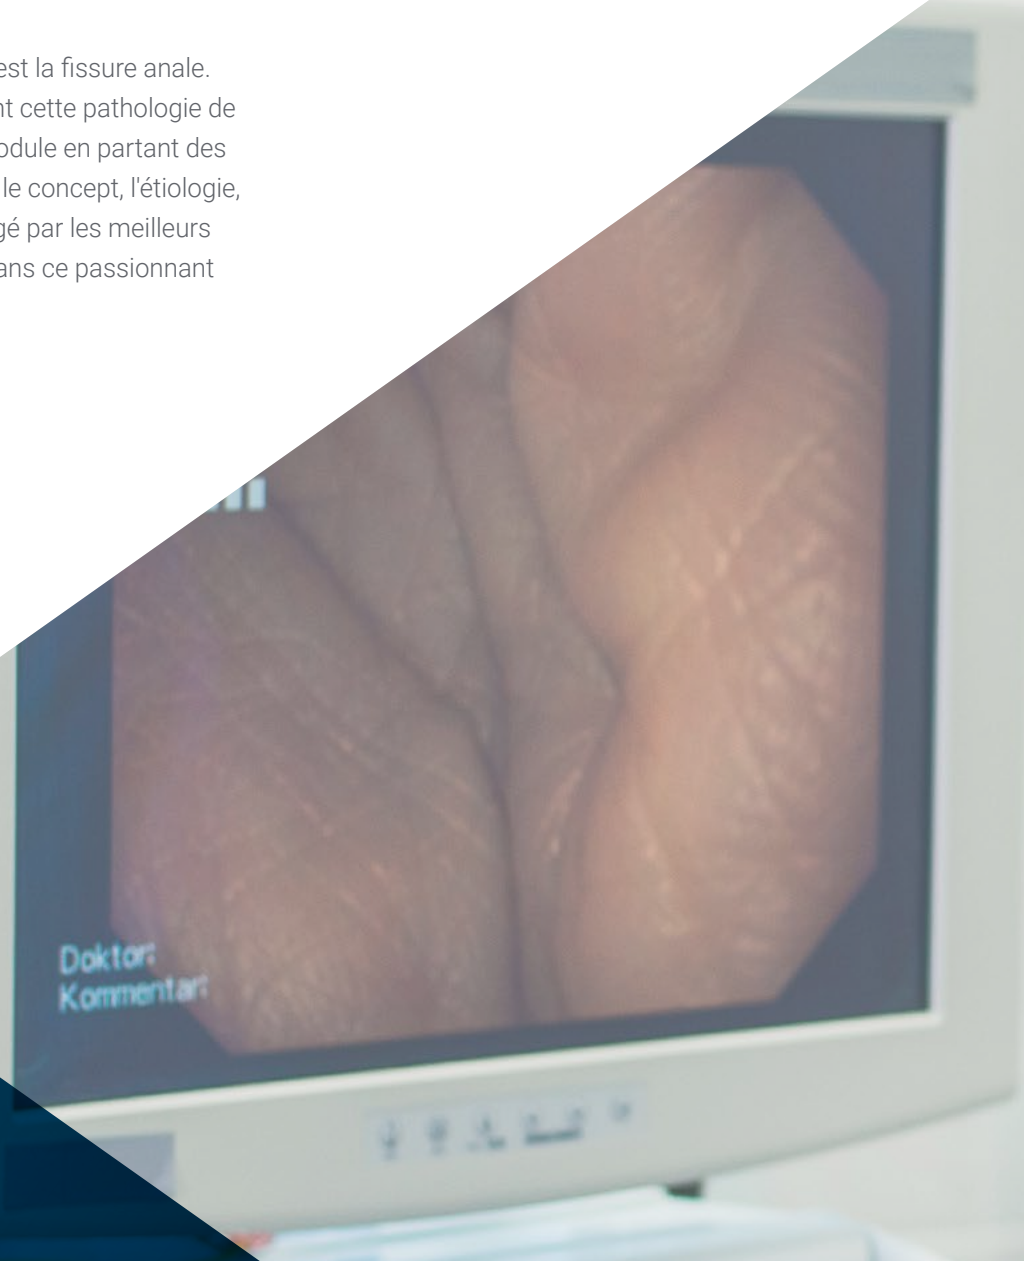 est la fissure anale.
nt cette pathologie de
odule en partant des
le concept, l'étiologie,
gé par les meilleurs
ans ce passionnant
Doktor:
Kommentar: